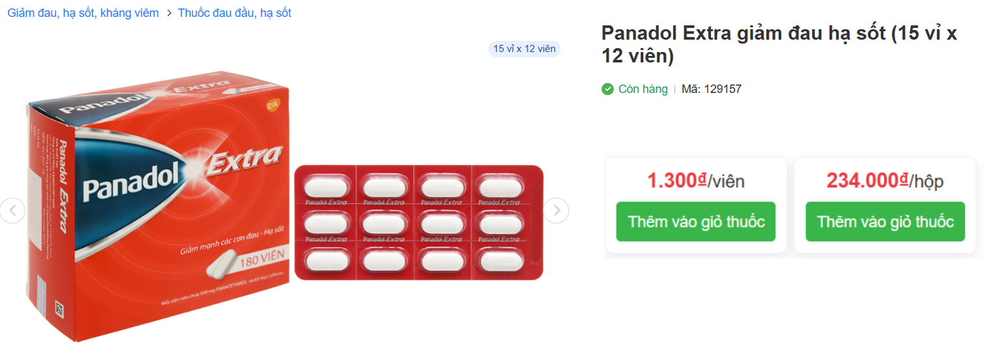 Giảm đau, hạ sốt, kháng viêm > Thuốc đau đầu, hạ sốt
15 vỉ x 12 viên
Panadol Extra giảm đau hạ sốt (15 vỉ x
12 viên)
Còn hàng | Mã: 129157
1.300₫/viên
234.000₫/hộp
Thêm vào giỏ thuốc
Thêm vào giỏ thuốc
Panadol Extra
gsk
Panadol Extra
Panadol Extra
Giảm mạnh các cơn đau - Hạ sốt
180 VIÊN
Mỗi viên nén chứa 500 mg PARACETAMOL và 65 mg Caffeine
Panadol Extra Panadol Extra Panadol Extra Panadol Extra
Panadol Extra Panadol Extra Panadol Extra Panadol Extra